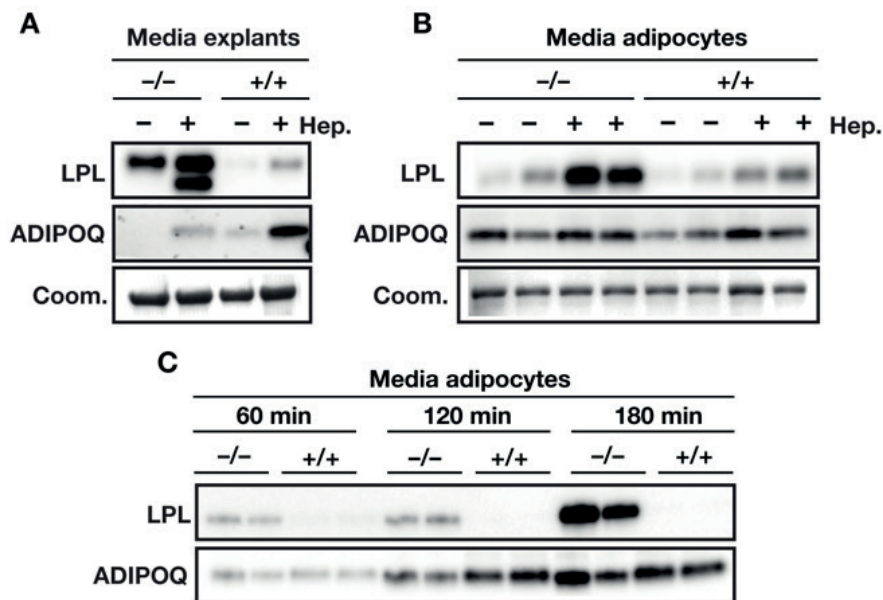 A
Media explants
–/– +/+
– + – + Hep.
LPL
ADIPOQ
Coom.
B
Media adipocytes
–/– +/+
– – + + – – + + Hep.
LPL
ADIPOQ
Coom.
C
Media adipocytes
60 min 120 min 180 min
–/– +/+ –/– +/+ –/– +/+
LPL
ADIPOQ